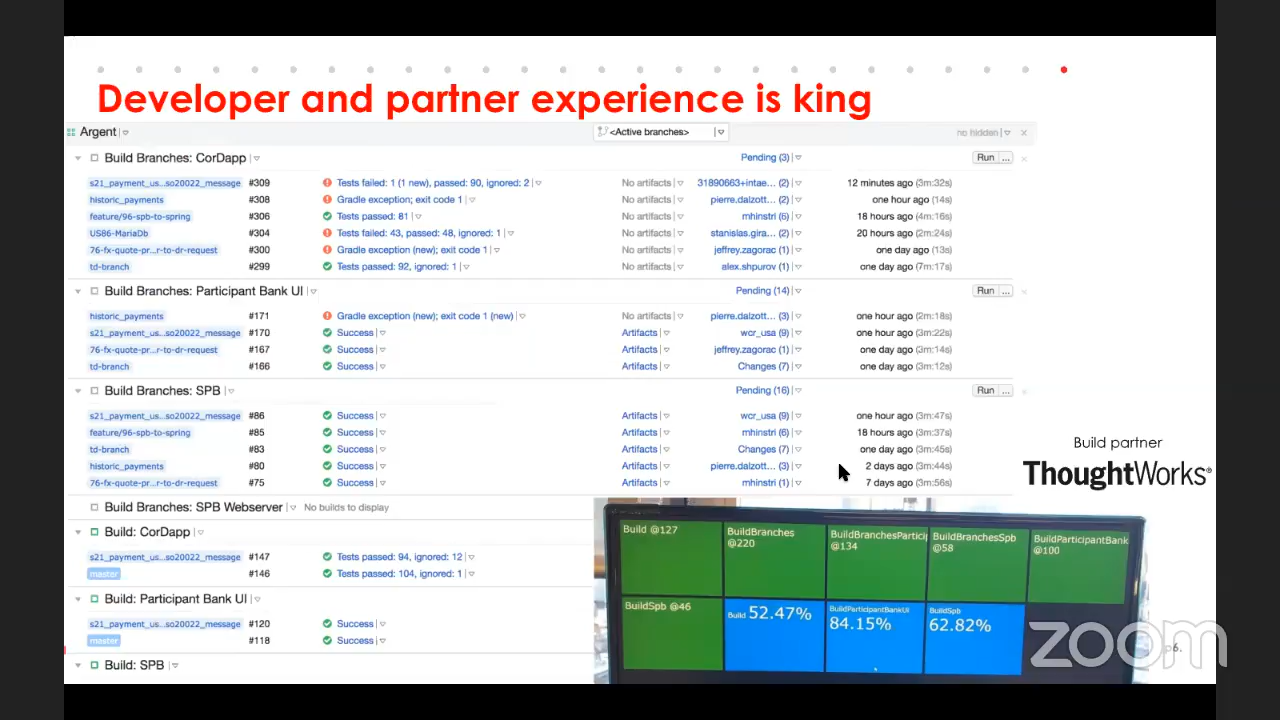 Developer and partner experience is king
Argent <Active branches> no hidden
Build Branches: CorDapp Pending (3) Run ...
s21_payment_us...so20022_message #309 Tests failed: 1 (1 new), passed: 90, ignored: 2 No artifacts 31890663+intae... (2) 12 minutes ago (3m:32s)
historic_payments #308 Gradle exception; exit code 1 No artifacts pierre.dalzott... (2) one hour ago (14s)
feature/96-spb-to-spring #306 Tests passed: 81 No artifacts mhinstri (6) 18 hours ago (4m:16s)
US86-MariaDb #304 Tests failed: 43, passed: 48, ignored: 1 No artifacts stanislas.gira... (2) 20 hours ago (2m:24s)
76-fx-quote-pr...r-to-dr-request #300 Gradle exception (new); exit code 1 No artifacts jeffrey.zagorac (1) one day ago (13s)
td-branch #299 Tests passed: 92, ignored: 1 No artifacts alex.shpurov (1) one day ago (7m:17s)
Build Branches: Participant Bank UI Pending (14) Run ...
historic_payments #171 Gradle exception (new); exit code 1 (new) No artifacts pierre.dalzott... (3) one hour ago (2m:18s)
s21_payment_us...so20022_message #170 Success Artifacts wcr_usa (9) one hour ago (3m:22s)
76-fx-quote-pr...r-to-dr-request #167 Success Artifacts jeffrey.zagorac (1) one day ago (3m:14s)
td-branch #166 Success Artifacts Changes (7) one day ago (3m:12s)
Build Branches: SPB Pending (16) Run ...
s21_payment_us...so20022_message #86 Success Artifacts wcr_usa (9) one hour ago (3m:47s)
feature/96-spb-to-spring #85 Success Artifacts mhinstri (6) 18 hours ago (3m:37s)
td-branch #83 Success Artifacts Changes (7) one day ago (3m:45s)
historic_payments #80 Success Artifacts pierre.dalzott... (3) 2 days ago (3m:44s)
76-fx-quote-pr...r-to-dr-request #75 Success Artifacts mhinstri (1) 7 days ago (3m:56s)
Build partner
ThoughtWorks®
Build Branches: SPB Webserver No builds to display
Build: CorDapp
s21_payment_us...so20022_message #147 Tests passed: 94, ignored: 12
master #146 Tests passed: 104, ignored: 1
Build: Participant Bank UI
s21_payment_us...so20022_message #120 Success
master #118 Success
Build: SPB
Build @127
BuildBranches @220
BuildBranchesPartici @134
BuildBranchesSpb @58
BuildParticipantBank @100
BuildSpb @46
Build 52.47%
BuildParticipantBankUI 84.15%
BuildSpb 62.82%
zoom